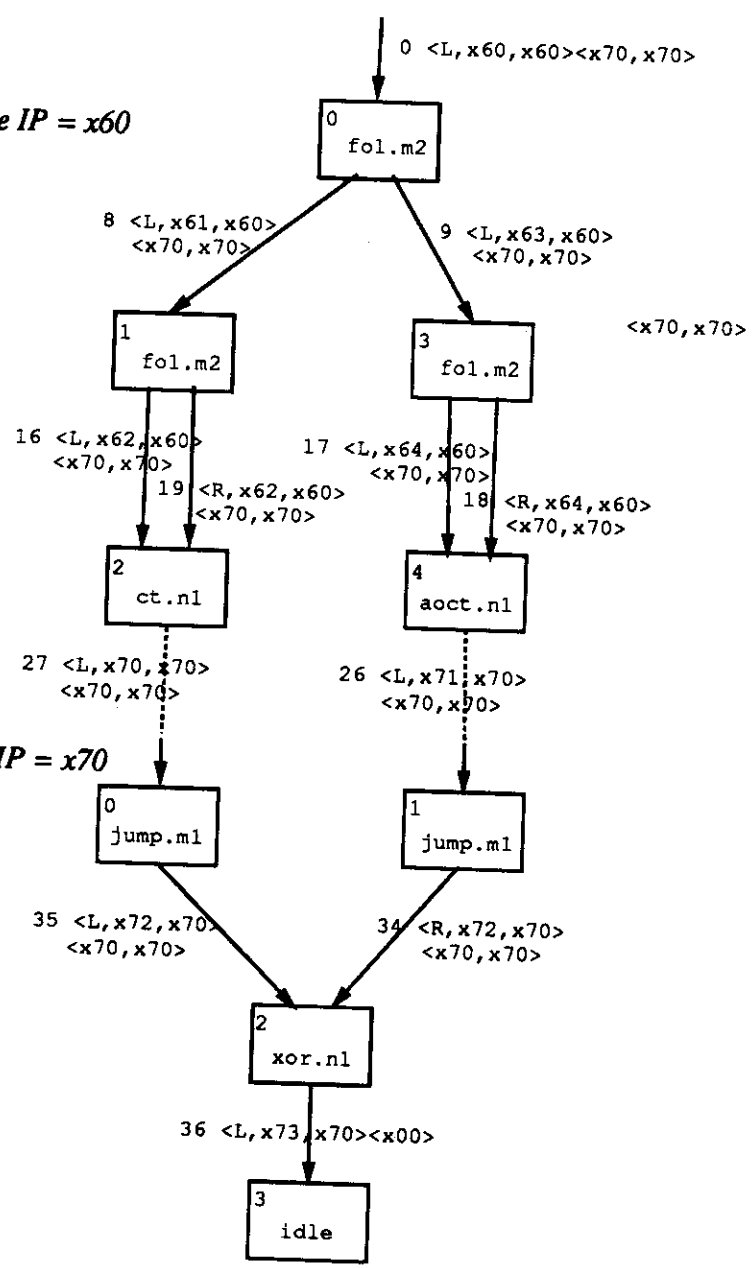 0 <L,x60,x60><x70,x70>
e IP = x60
0
fol.m2
8 <L,x61,x60>
<x70,x70>
9 <L,x63,x60>
<x70,x70>
1
fol.m2
3
fol.m2
<x70,x70>
16 <L,x62,x60>
<x70,x70>
19 <R,x62,x60>
<x70,x70>
17 <L,x64,x60>
<x70,x70>
18 <R,x64,x60>
<x70,x70>
2
ct.n1
4
aoct.n1
27 <L,x70,x70>
<x70,x70>
26 <L,x71,x70>
<x70,x70>
IP = x70
0
jump.m1
1
jump.m1
35 <L,x72,x70>
<x70,x70>
34 <R,x72,x70>
<x70,x70>
2
xor.n1
36 <L,x73,x70><x00>
3
idle